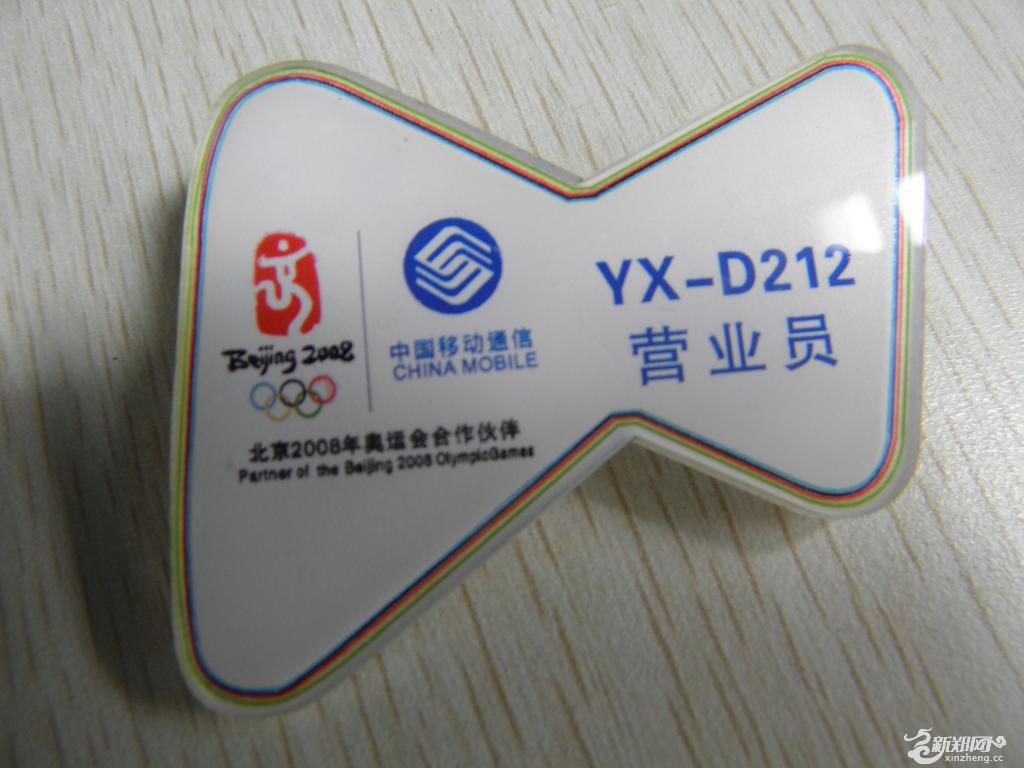 Beijing 2008
中国移动通信
CHINA MOBILE
北京2008年奥运会合作伙伴
Partner of the Beijing 2008 OlympicGames
YX-D212
营业员
新郑网
xinzheng.cc